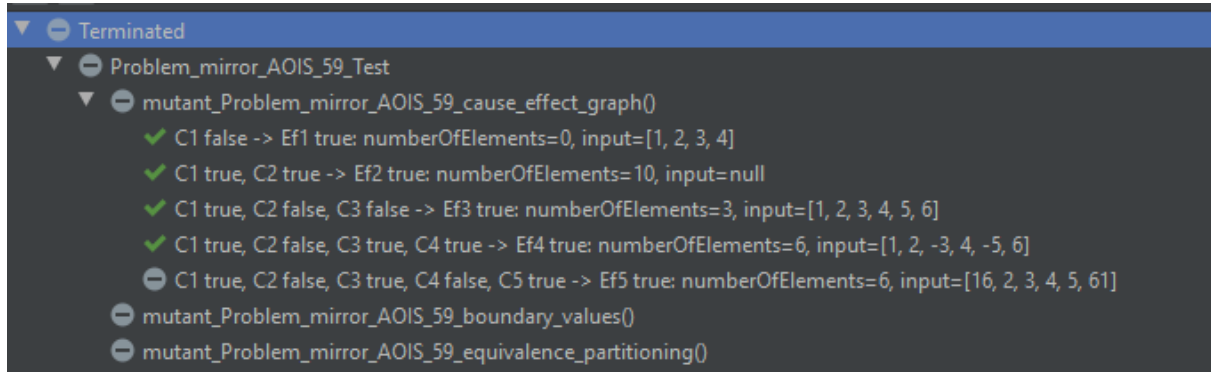 Terminated
Problem_mirror_AOIS_59_Test
mutant_Problem_mirror_AOIS_59_cause_effect_graph()
C1 false -> Ef1 true: numberOfElements=0, input=[1, 2, 3, 4]
C1 true, C2 true -> Ef2 true: numberOfElements=10, input=null
C1 true, C2 false, C3 false -> Ef3 true: numberOfElements=3, input=[1, 2, 3, 4, 5, 6]
C1 true, C2 false, C3 true, C4 true -> Ef4 true: numberOfElements=6, input=[1, 2, -3, 4, -5, 6]
C1 true, C2 false, C3 true, C4 false, C5 true -> Ef5 true: numberOfElements=6, input=[16, 2, 3, 4, 5, 61]
mutant_Problem_mirror_AOIS_59_boundary_values()
mutant_Problem_mirror_AOIS_59_equivalence_partitioning()